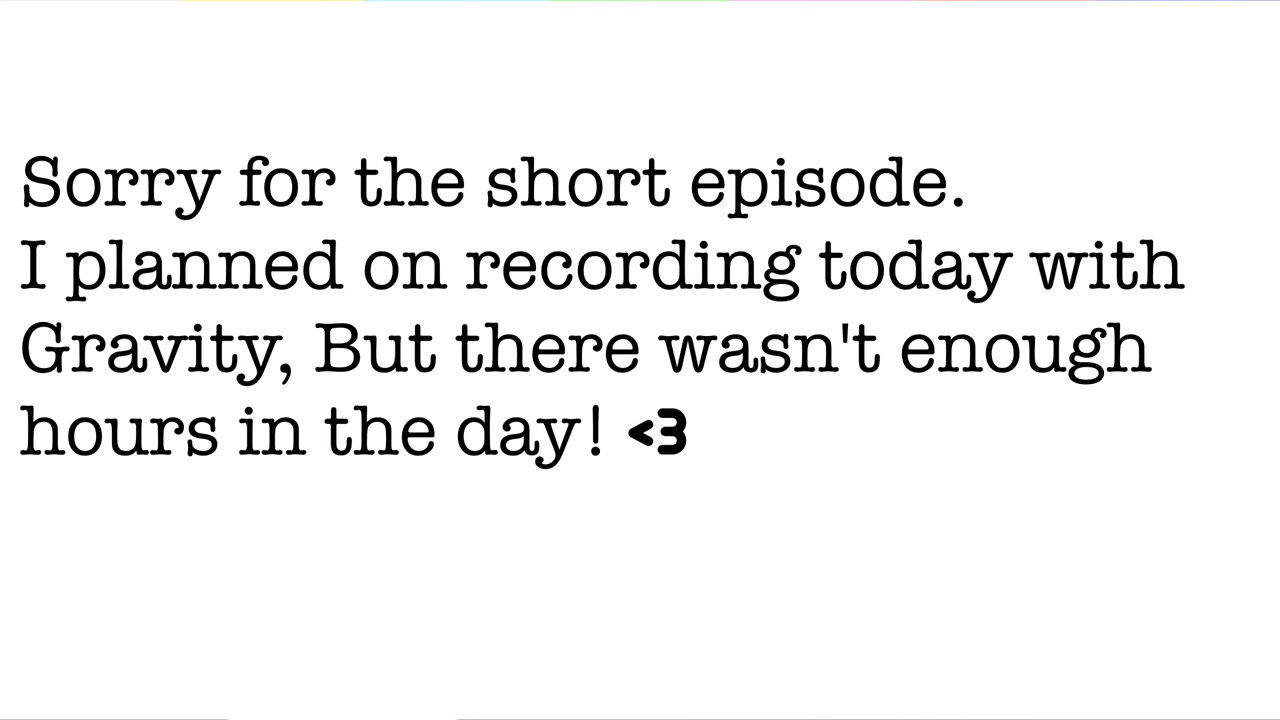 Sorry for the short episode.
I planned on recording today with
Gravity, But there wasn't enough
hours in the day! <3